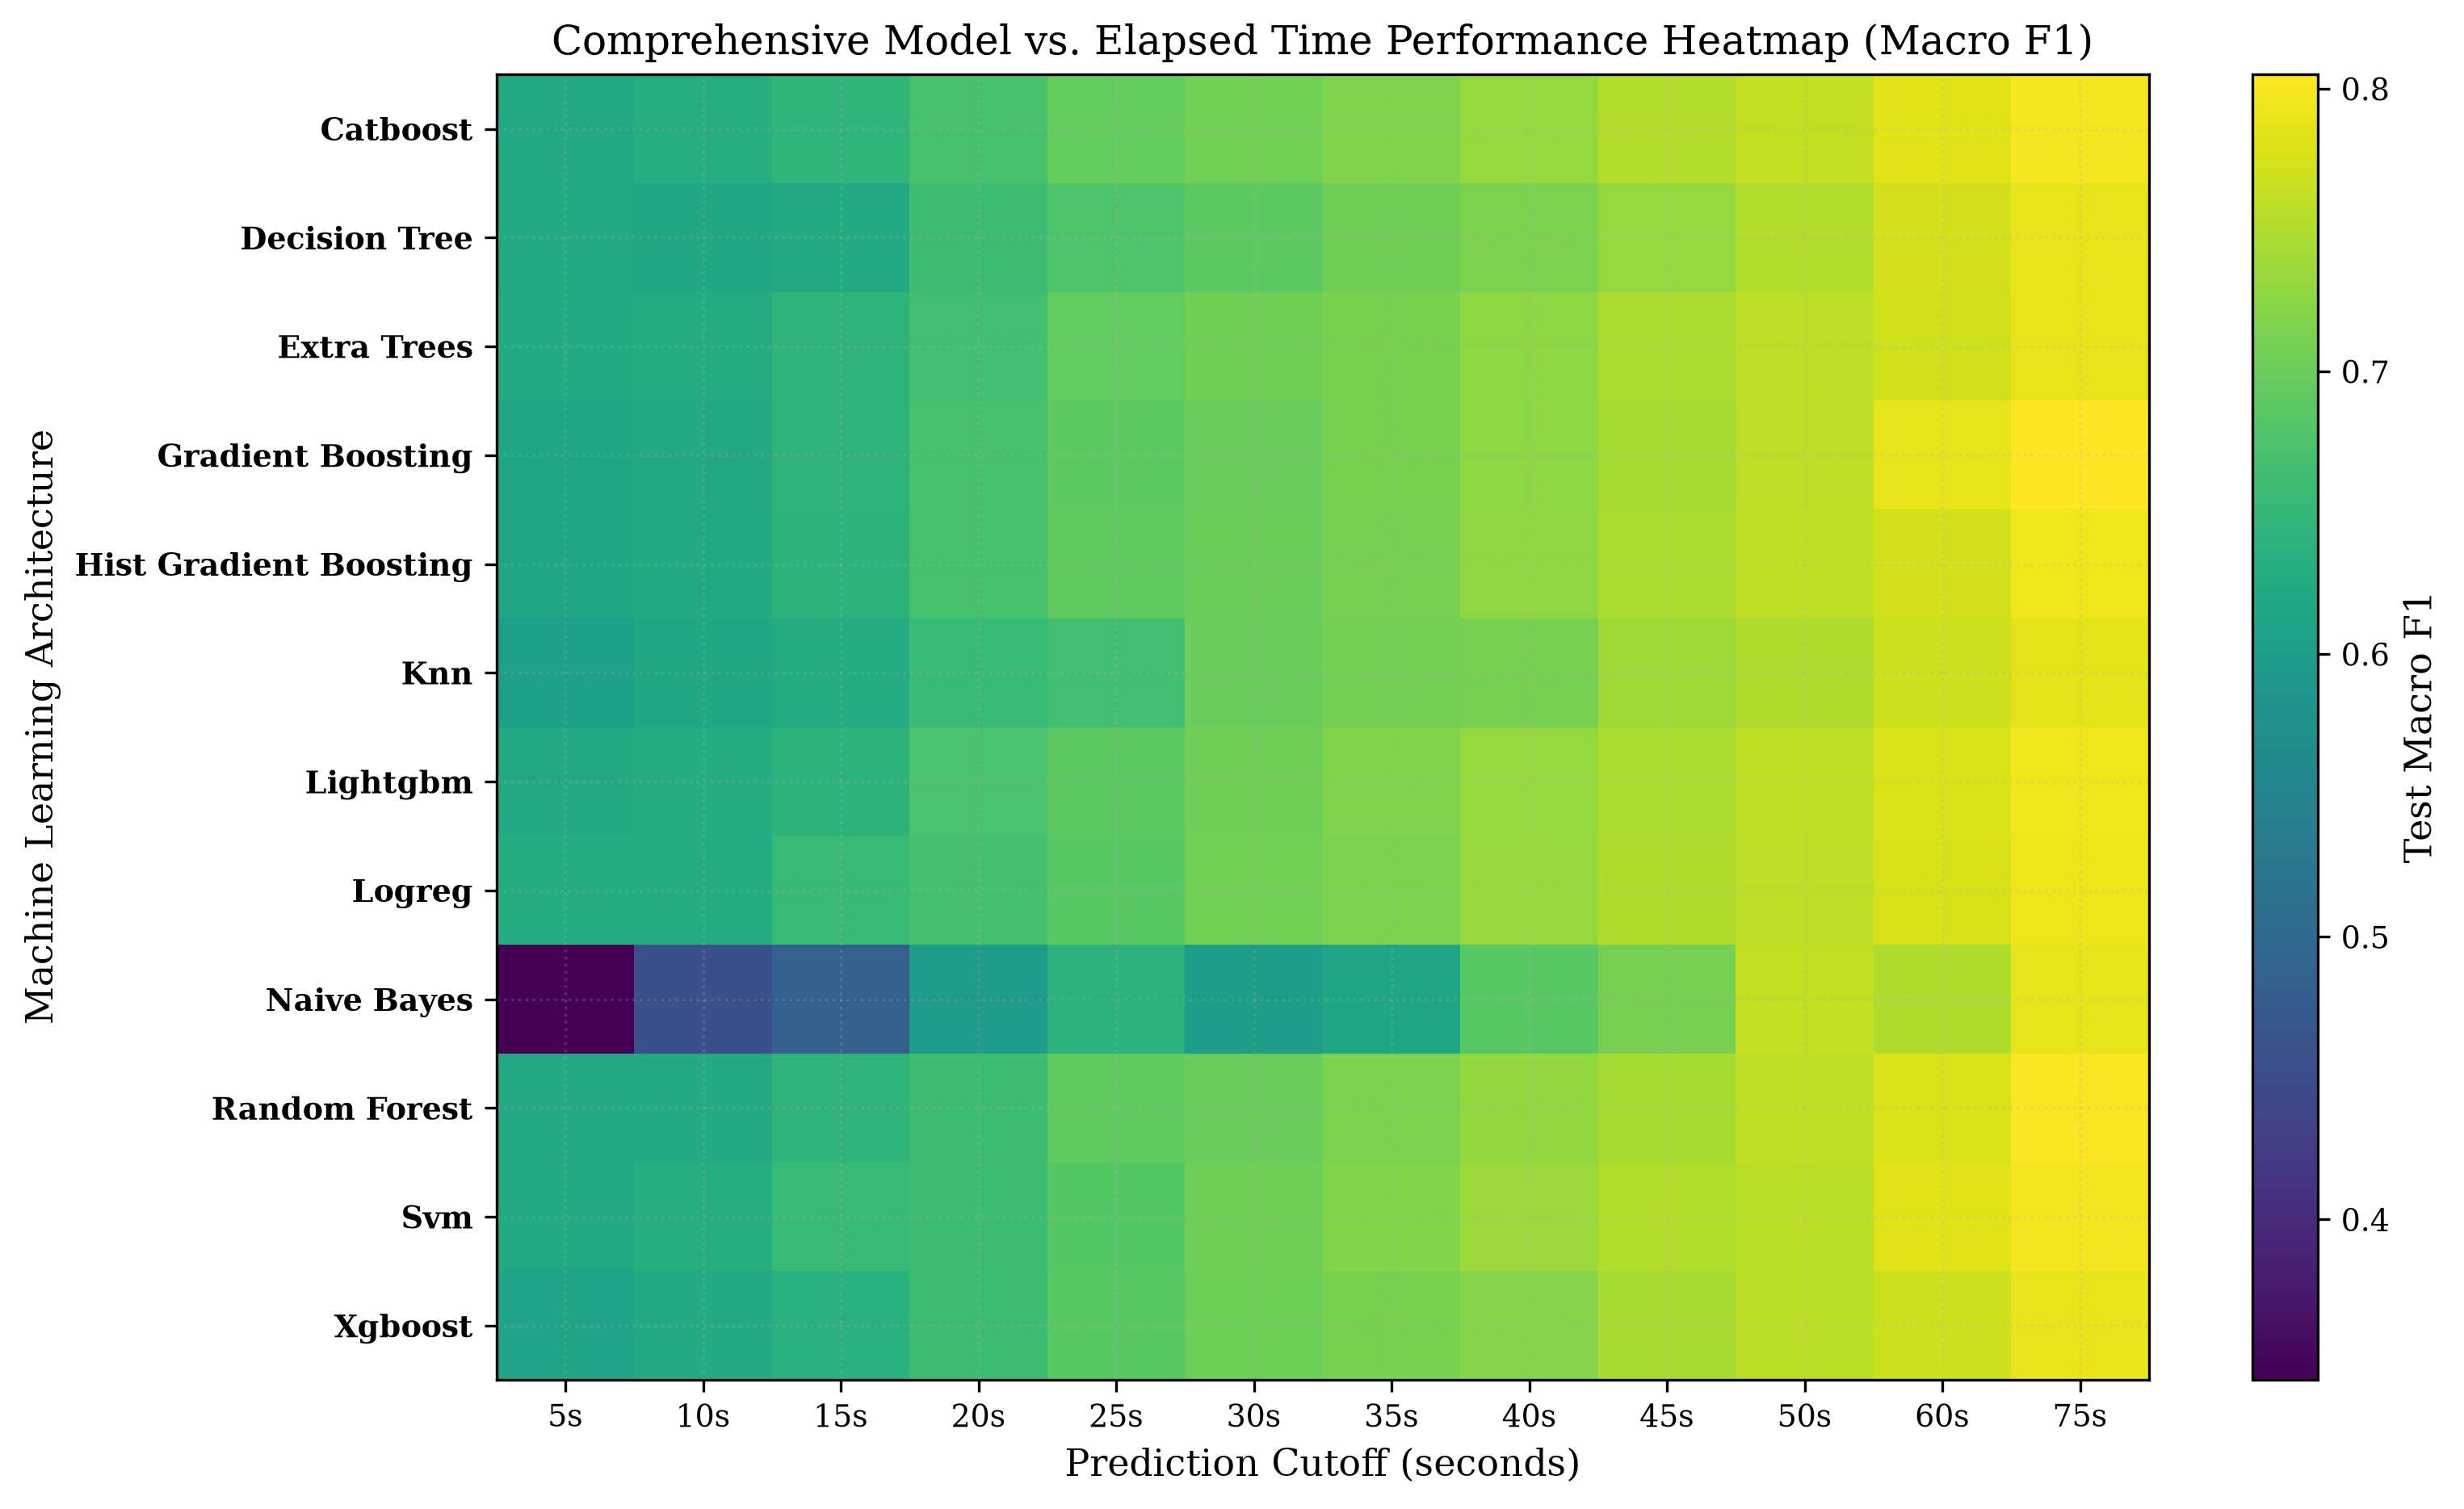 Comprehensive Model vs. Elapsed Time Performance Heatmap (Macro F1)
Machine Learning Architecture
Catboost
Decision Tree
Extra Trees
Gradient Boosting
Hist Gradient Boosting
Knn
Lightgbm
Logreg
Naive Bayes
Random Forest
Svm
Xgboost
5s 10s 15s 20s 25s 30s 35s 40s 45s 50s 60s 75s
Prediction Cutoff (seconds)
0.8
0.7
0.6
0.5
0.4
Test Macro F1